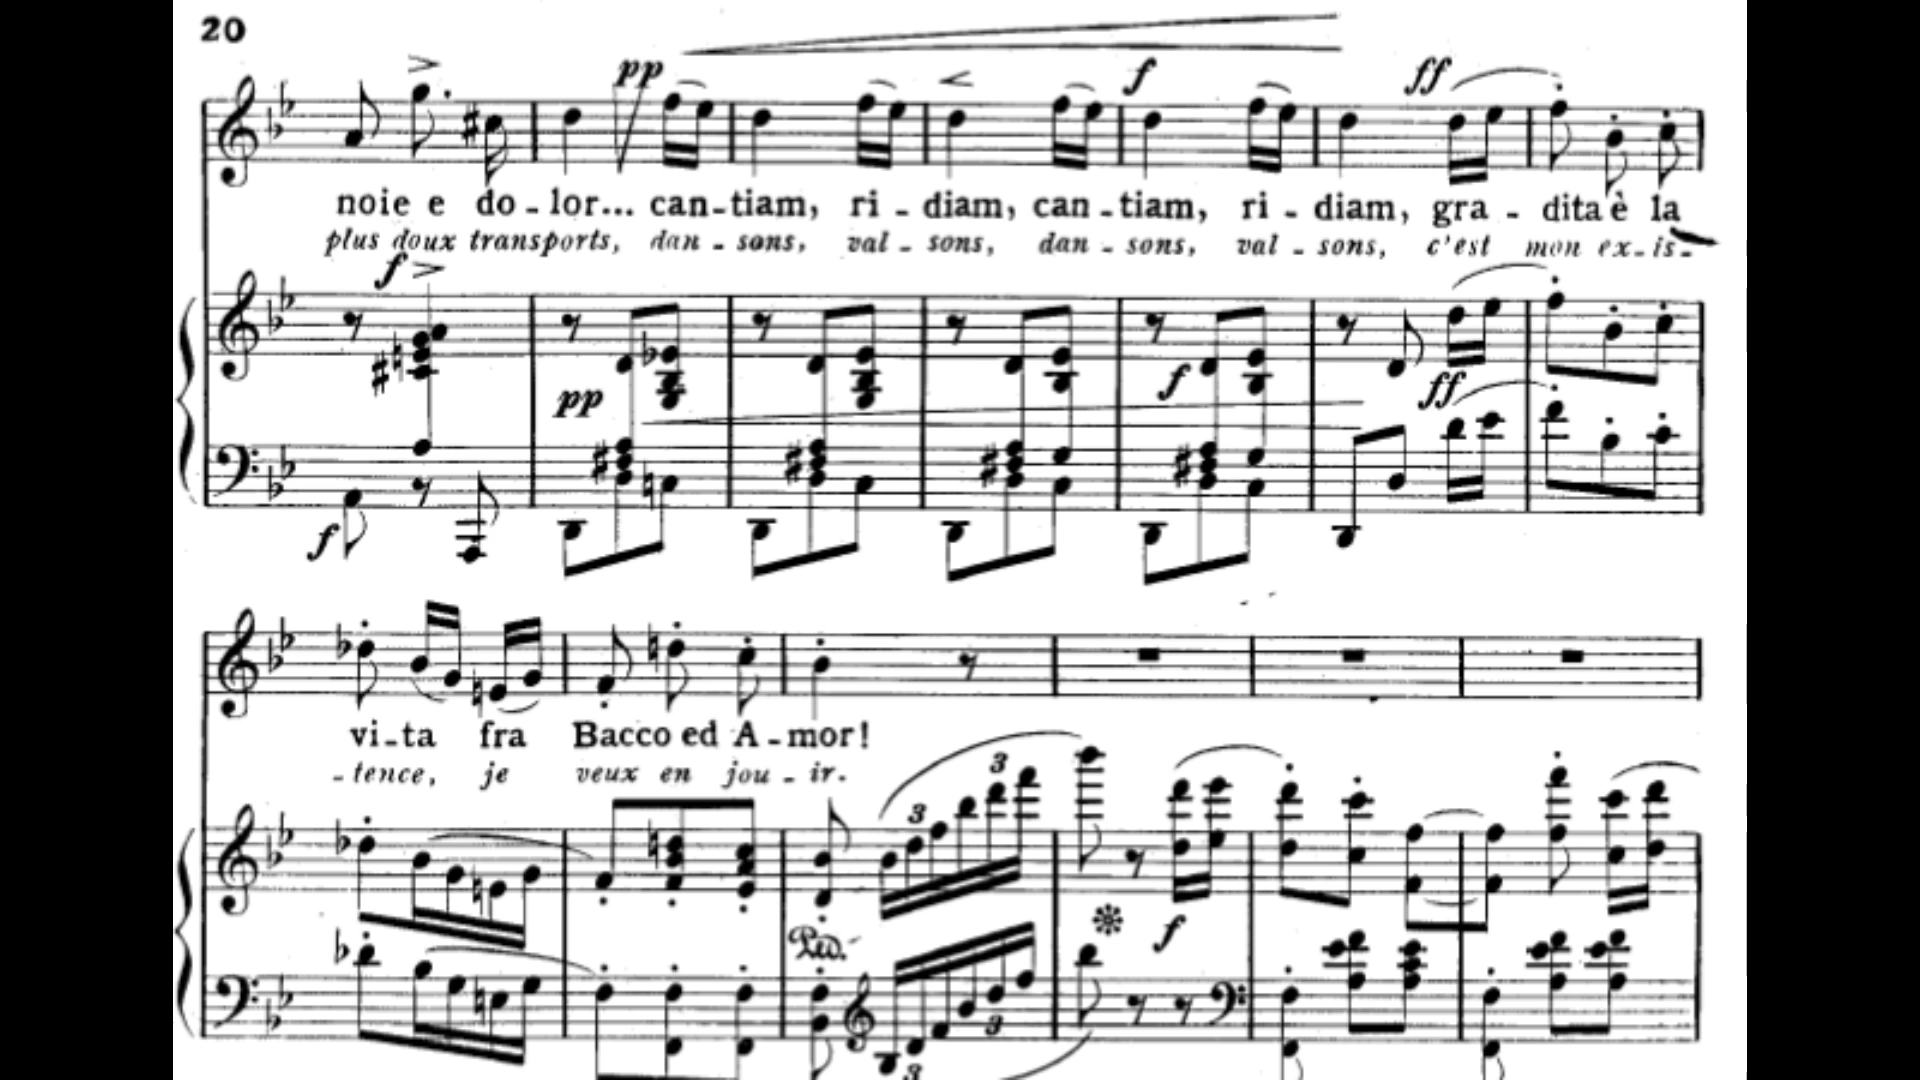 20
pp f ff
noie e do-lor... can-tiam, ri-diam, can-tiam, ri-diam, gra-dita è la
plus doux transports, dan-sons, val-sons, dan-sons, val-sons, c'est mon ex-is-
f
pp f ff
f
vi-ta fra Bacco ed A-mor!
-tence, je veux en jou-ir.
3 3
Ped. f
3
3